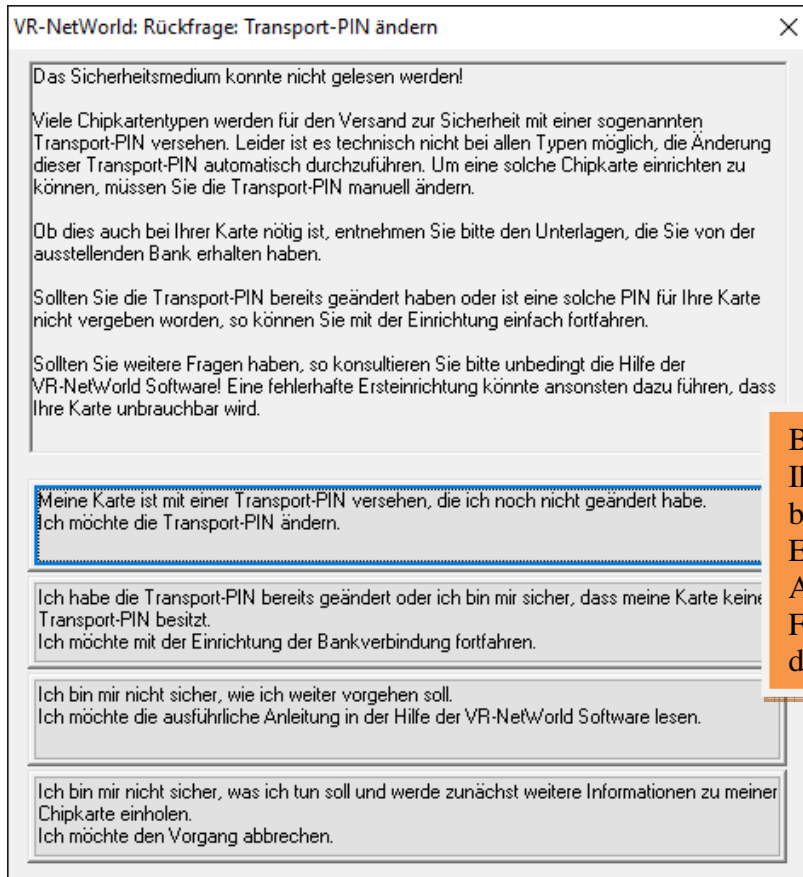 VR-NetWorld: Rückfrage: Transport-PIN ändern
Das Sicherheitsmedium konnte nicht gelesen werden!
Viele Chipkartentypen werden für den Versand zur Sicherheit mit einer sogenannten
Transport-PIN versehen. Leider ist es technisch nicht bei allen Typen möglich, die Änderung
dieser Transport-PIN automatisch durchzuführen. Um eine solche Chipkarte einrichten zu
können, müssen Sie die Transport-PIN manuell ändern.
Ob dies auch bei Ihrer Karte nötig ist, entnehmen Sie bitte den Unterlagen, die Sie von der
ausstellenden Bank erhalten haben.
Sollten Sie die Transport-PIN bereits geändert haben oder ist eine solche PIN für Ihre Karte
nicht vergeben worden, so können Sie mit der Einrichtung einfach fortfahren.
Sollten Sie weitere Fragen haben, so konsultieren Sie bitte unbedingt die Hilfe der
VR-NetWorld Software! Eine fehlerhafte Ersteinrichtung könnte ansonsten dazu führen, dass
Ihre Karte unbrauchbar wird.
Meine Karte ist mit einer Transport-PIN versehen, die ich noch nicht geändert habe.
Ich möchte die Transport-PIN ändern.
Ich habe die Transport-PIN bereits geändert oder ich bin mir sicher, dass meine Karte keine
Transport-PIN besitzt.
Ich möchte mit der Einrichtung der Bankverbindung fortfahren.
Ich bin mir nicht sicher, wie ich weiter vorgehen soll.
Ich möchte die ausführliche Anleitung in der Hilfe der VR-NetWorld Software lesen.
Ich bin mir nicht sicher, was ich tun soll und werde zunächst weitere Informationen zu meiner
Chipkarte einholen.
Ich möchte den Vorgang abbrechen.